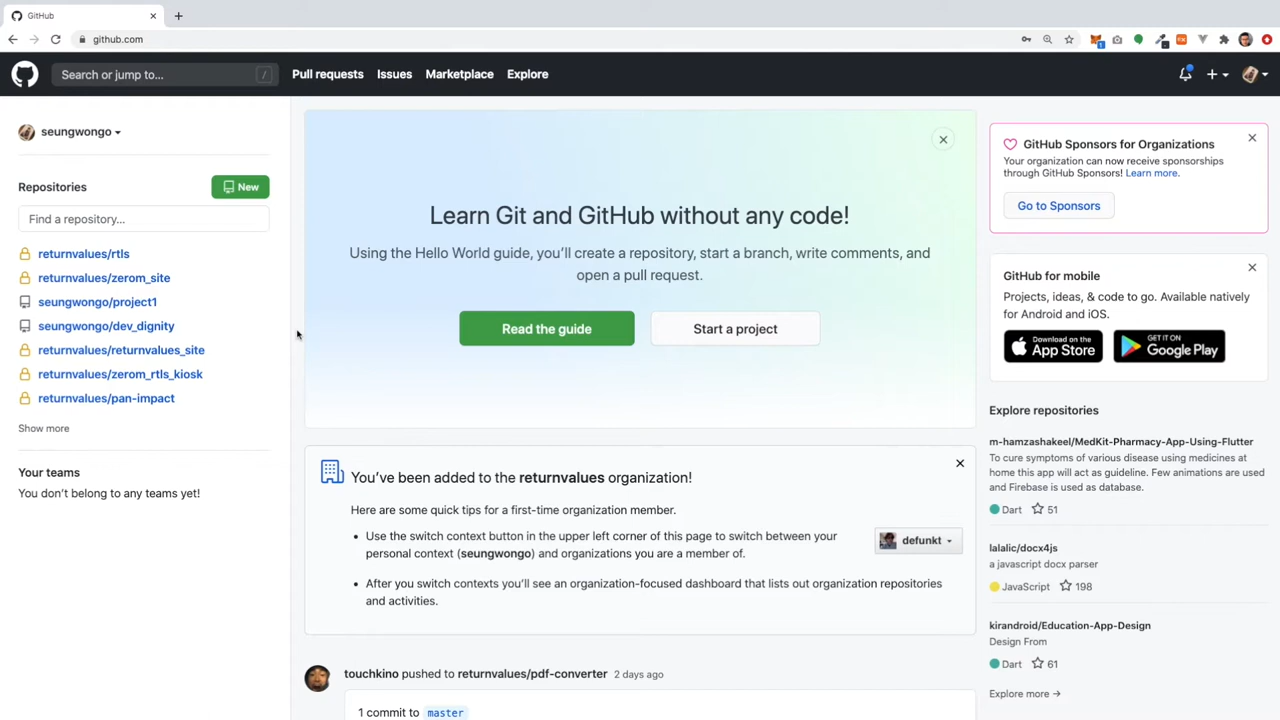 GitHub
github.com
Search or jump to...
/
Pull requests
Issues
Marketplace
Explore
seungwongo
Repositories
New
Find a repository...
returnvalues/rtls
returnvalues/zerom_site
seungwongo/project1
seungwongo/dev_dignity
returnvalues/returnvalues_site
returnvalues/zerom_rtls_kiosk
returnvalues/pan-impact
Show more
Your teams
You don't belong to any teams yet!
Learn Git and GitHub without any code!
Using the Hello World guide, you'll create a repository, start a branch, write comments, and
open a pull request.
Read the guide
Start a project
You've been added to the returnvalues organization!
Here are some quick tips for a first-time organization member.
Use the switch context button in the upper left corner of this page to switch between your
personal context (seungwongo) and organizations you are a member of.
defunkt
After you switch contexts you'll see an organization-focused dashboard that lists out organization repositories
and activities.
touchkino pushed to returnvalues/pdf-converter 2 days ago
1 commit to master
GitHub Sponsors for Organizations
Your organization can now receive sponsorships
through GitHub Sponsors! Learn more.
Go to Sponsors
GitHub for mobile
Projects, ideas, & code to go. Available natively
for Android and iOS.
Download on the
App Store
GET IT ON
Google Play
Explore repositories
m-hamzashakeel/MedKit-Pharmacy-App-Using-Flutter
To cure symptoms of various disease using medicines at
home this app will act as guideline. Few animations are used
and Firebase is used as database.
Dart 51
lalalic/docx4js
a javascript docx parser
JavaScript 198
kirandroid/Education-App-Design
Design From
Dart 61
Explore more →